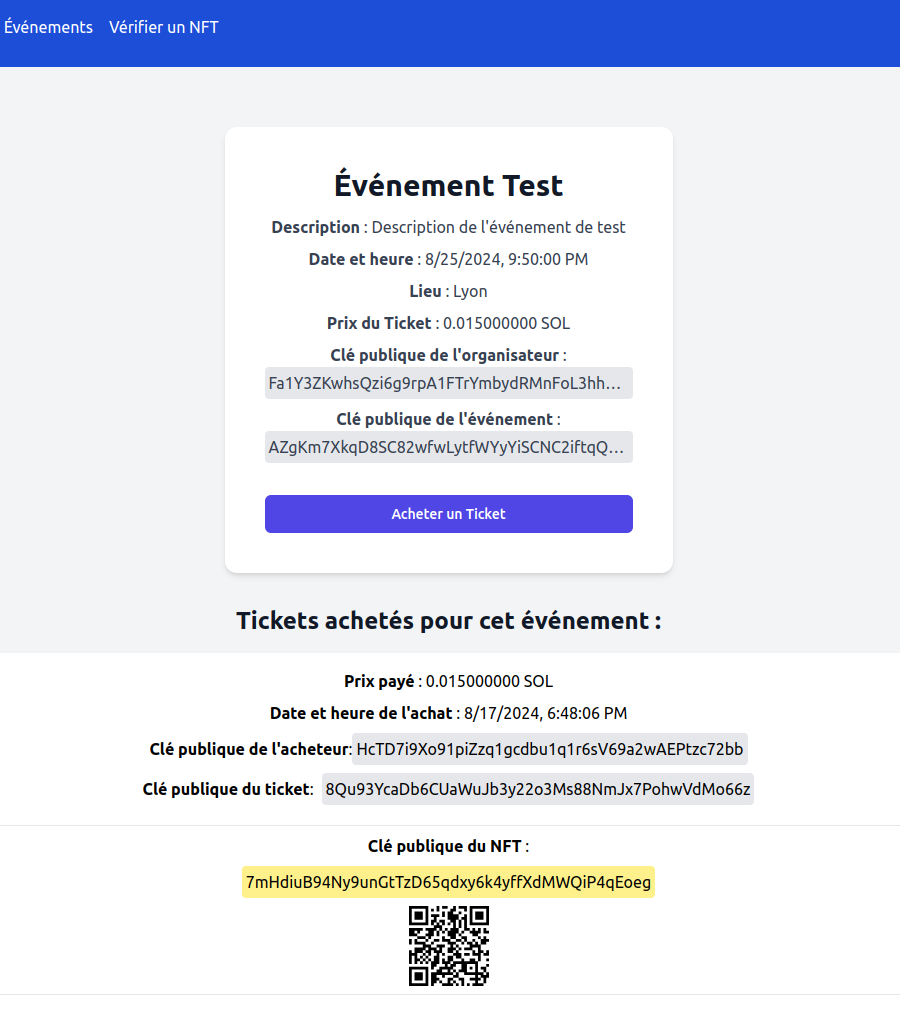 Événements Vérifier un NFT
Événement Test
Description : Description de l'événement de test
Date et heure : 8/25/2024, 9:50:00 PM
Lieu : Lyon
Prix du Ticket : 0.015000000 SOL
Clé publique de l'organisateur :
Fa1Y3ZKwhsQzi6g9rpA1FTrYmbydRMnFoL3hh...
Clé publique de l'événement :
AZgKm7XkqD8SC82wfwLytfWYyYiSCNC2iftqQ...
Acheter un Ticket
Tickets achetés pour cet événement :
Prix payé : 0.015000000 SOL
Date et heure de l'achat : 8/17/2024, 6:48:06 PM
Clé publique de l'acheteur: HcTD7i9Xo91piZzq1gcdbu1q1r6sV69a2wAEPtzc72bb
Clé publique du ticket: 8Qu93YcaDb6CUaWuJb3y22o3Ms88NmJx7PohwVdMo66z
Clé publique du NFT :
7mHdiuB94Ny9unGtTzD65qdxy6k4yffXdMWQiP4qEoeg